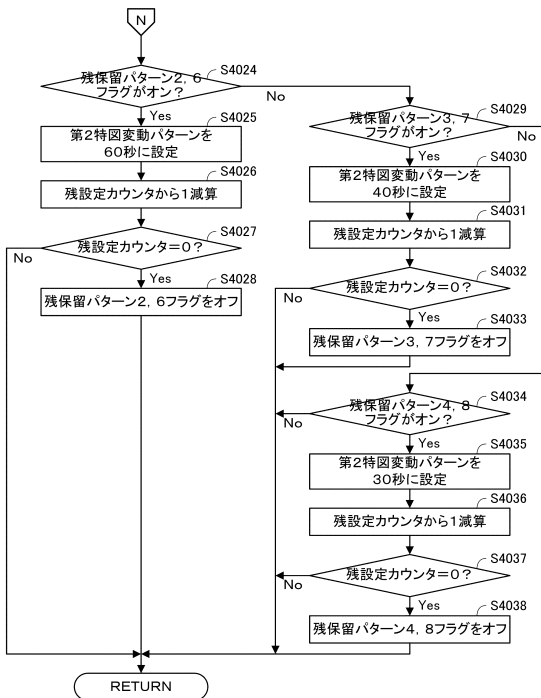 N
残保留パターン2, 6
フラグがオン?
S4024
No
Yes
第2特図変動パターンを
60秒に設定
S4025
残設定カウンタから1減算
S4026
残設定カウンタ=0?
S4027
No
Yes
残保留パターン2, 6フラグをオフ
S4028
残保留パターン3, 7
フラグがオン?
S4029
No
Yes
第2特図変動パターンを
40秒に設定
S4030
残設定カウンタから1減算
S4031
残設定カウンタ=0?
S4032
No
Yes
残保留パターン3, 7フラグをオフ
S4033
残保留パターン4, 8
フラグがオン?
S4034
No
Yes
第2特図変動パターンを
30秒に設定
S4035
残設定カウンタから1減算
S4036
残設定カウンタ=0?
S4037
No
Yes
残保留パターン4, 8フラグをオフ
S4038
RETURN